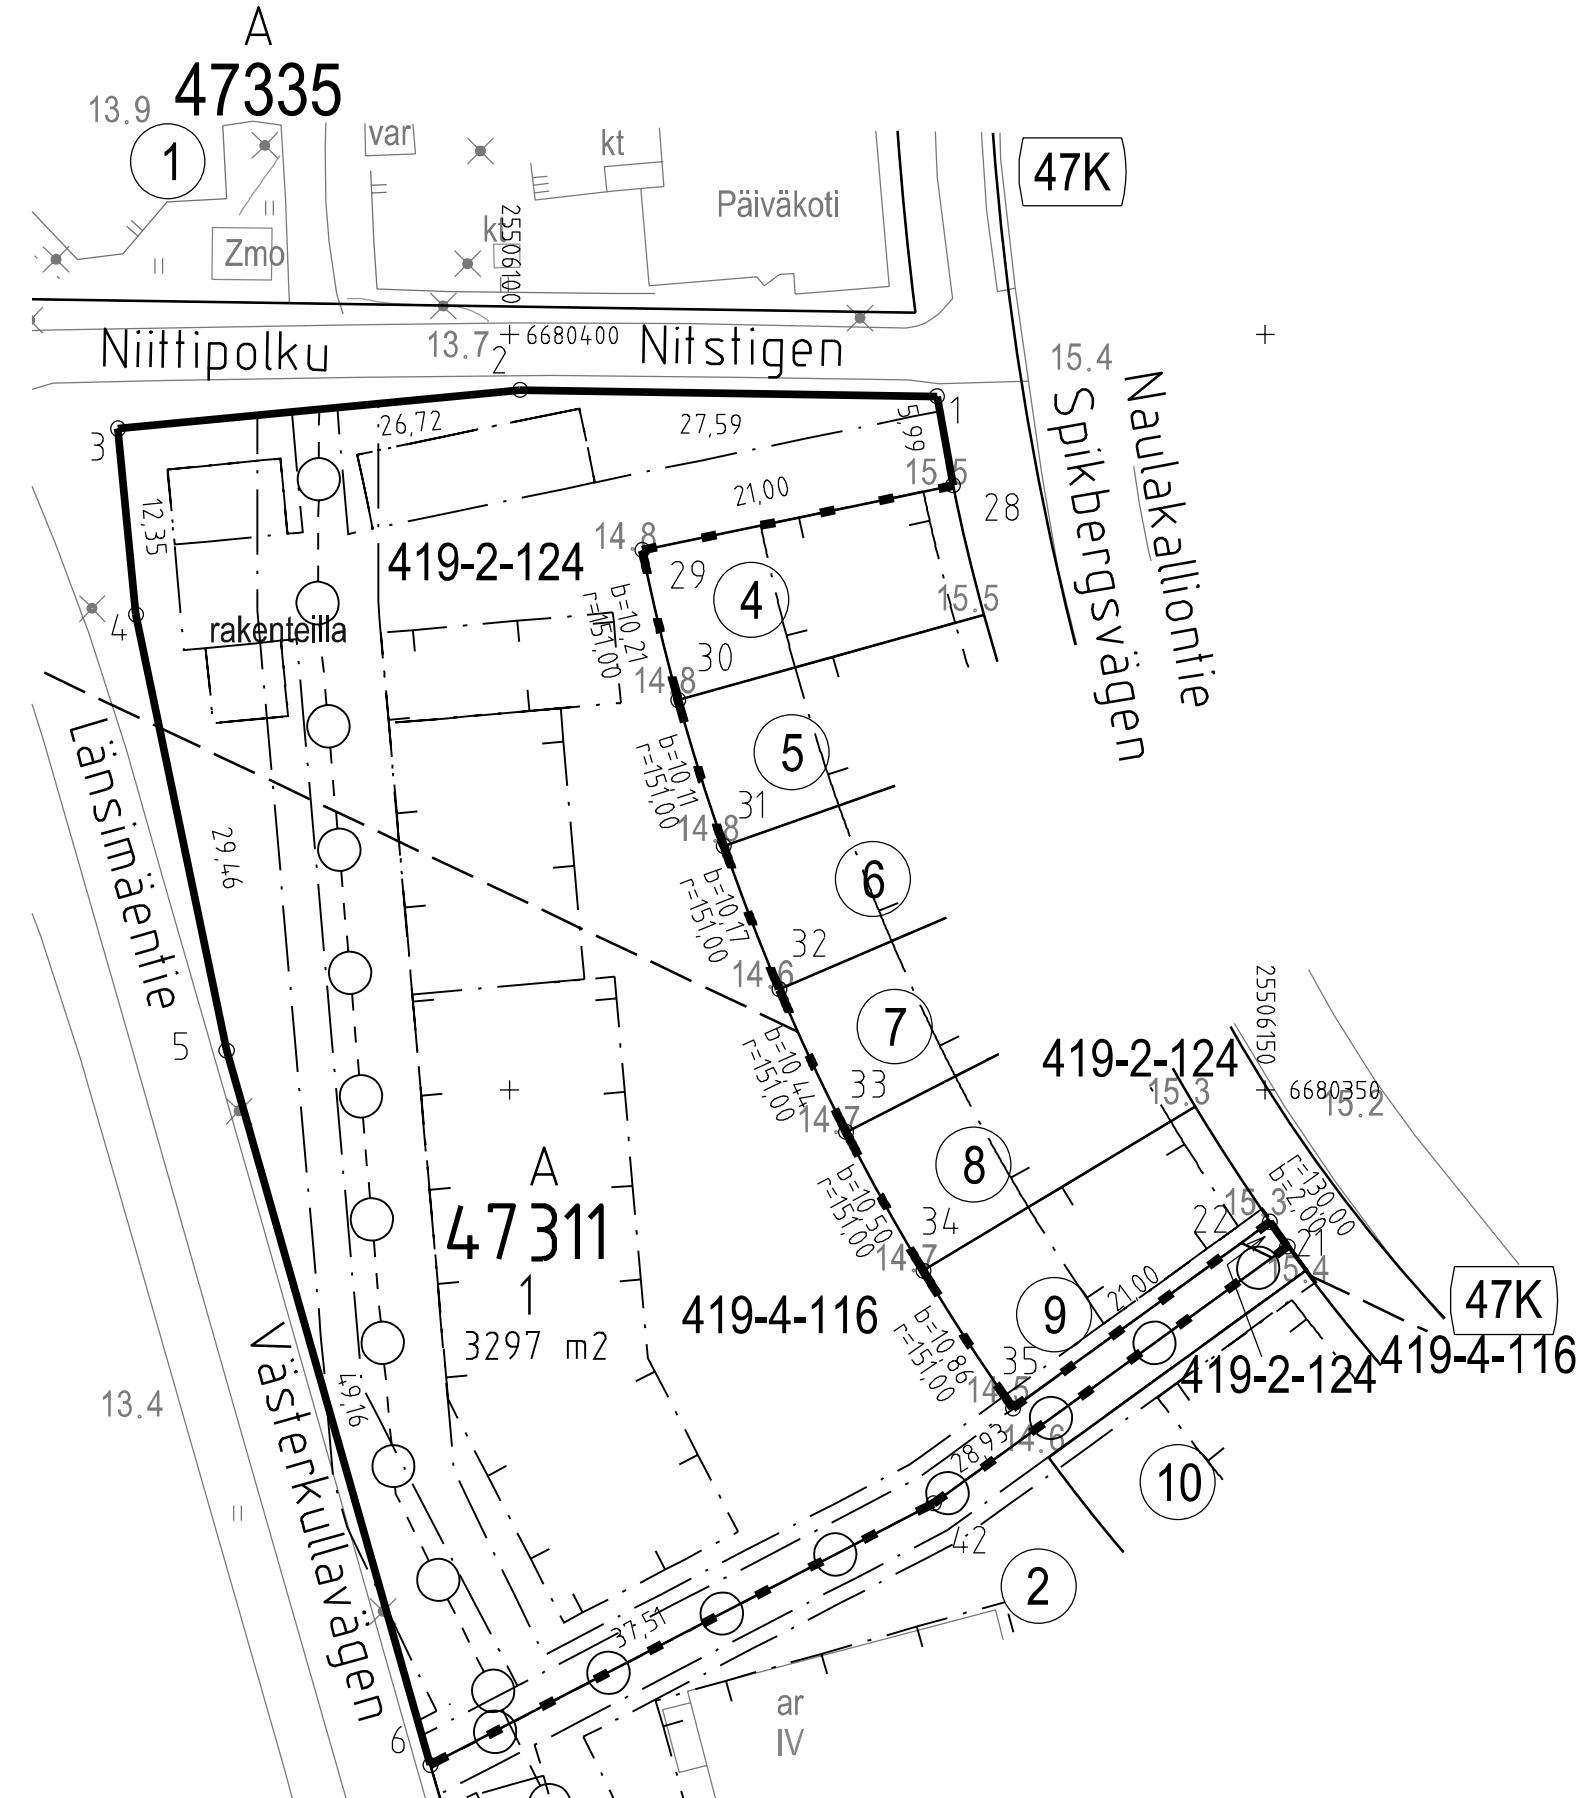 A
47335
13.9
1
var
kt
Päiväkoti
47K
kt
Zmo
25506100
6680400
Niittipolku
13.7
2
Nitstigen
15.4
Naulakalliontie
Spikbergsvägen
3
26,72
27,59
5,99
1
15.5
28
12,35
21,00
14.8
29
419-2-124
4
15.5
4
rakenteilla
b=10,21
r=151,00
30
14.8
Länsimäentie
5
b=10,11
r=151,00
31
14.8
29,46
6
b=10,17
r=151,00
32
14.6
7
5
b=10,44
r=151,00
33
14.7
25506150
419-2-124
15.3
6680350
15.2
A
47311
1
3297 m2
8
b=10,50
r=151,00
34
14.7
22
15.3
r=130,00
b=2,00
21
15.4
47K
419-4-116
9
21,00
b=10,86
r=151,00
35
14.5
419-2-124
419-4-116
Västerkullavägen
49,16
13.4
14.6
28,93
10
42
2
37,51
6
ar
IV